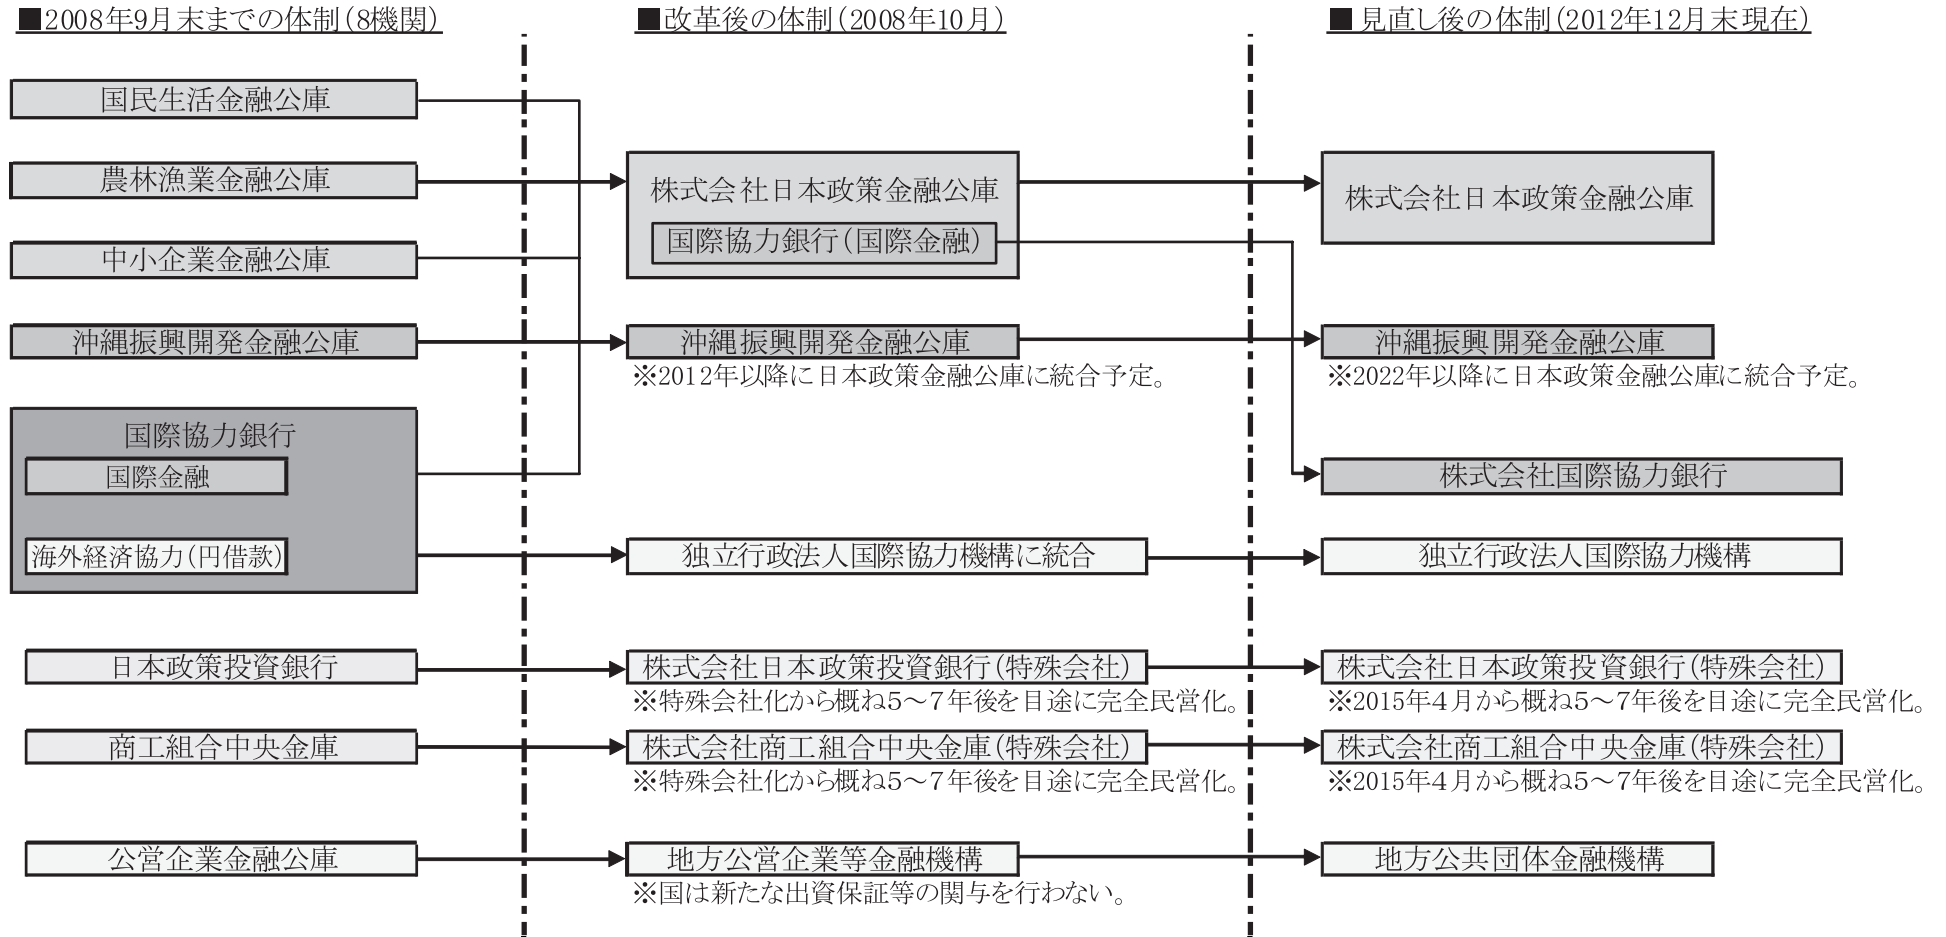 ■2008年9月末までの体制（8機関）
国民生活金融公庫
農林漁業金融公庫
中小企業金融公庫
沖縄振興開発金融公庫
国際協力銀行
国際金融
海外経済協力（円借款）
日本政策投資銀行
商工組合中央金庫
公営企業金融公庫
■改革後の体制（2008年10月）
株式会社日本政策金融公庫
国際協力銀行（国際金融）
沖縄振興開発金融公庫
※2012年以降に日本政策金融公庫に統合予定。
独立行政法人国際協力機構に統合
株式会社日本政策投資銀行（特殊会社）
※特殊会社化から概ね５～７年後を目途に完全民営化。
株式会社商工組合中央金庫（特殊会社）
※特殊会社化から概ね５～７年後を目途に完全民営化。
地方公営企業等金融機構
※国は新たな出資保証等の関与を行わない。
■見直し後の体制（2012年12月末現在）
株式会社日本政策金融公庫
沖縄振興開発金融公庫
※2022年以降に日本政策金融公庫に統合予定。
株式会社国際協力銀行
独立行政法人国際協力機構
株式会社日本政策投資銀行（特殊会社）
※2015年４月から概ね５～７年後を目途に完全民営化。
株式会社商工組合中央金庫（特殊会社）
※2015年４月から概ね５～７年後を目途に完全民営化。
地方公共団体金融機構